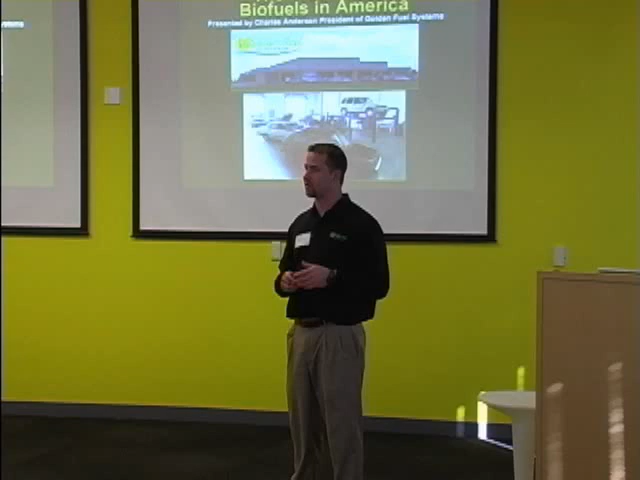 Biofuels in America
Presented by Charles Anderson President of Golden Fuel Systems